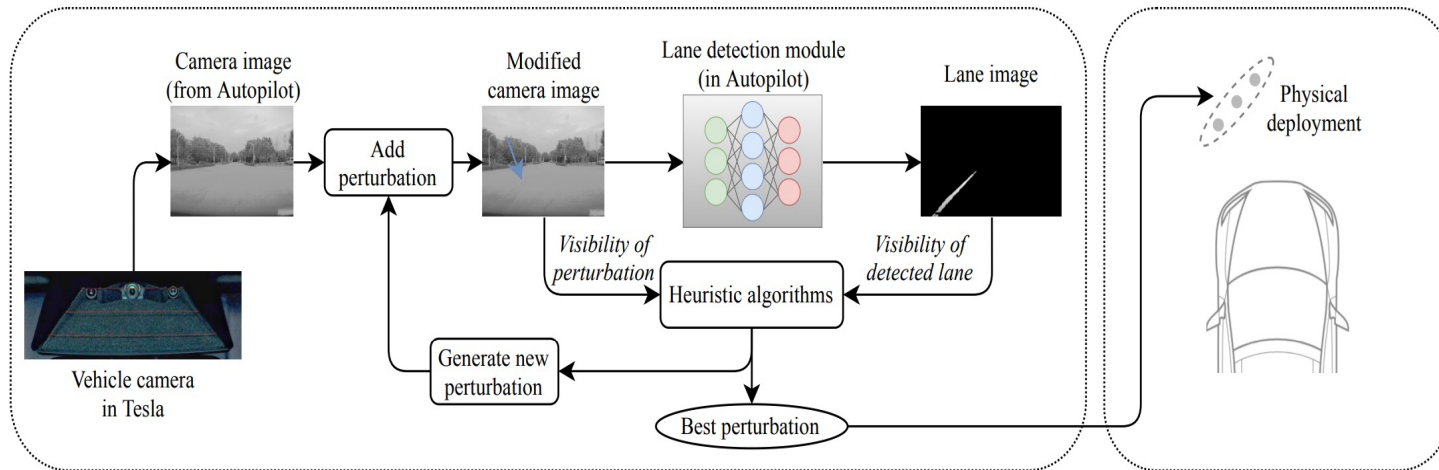 Camera image
(from Autopilot)
Modified
camera image
Lane detection module
(in Autopilot)
Lane image
Add
perturbation
Physical
deployment
Visibility of
perturbation
Visibility of
detected lane
Heuristic algorithms
Generate new
perturbation
Vehicle camera
in Tesla
Best perturbation